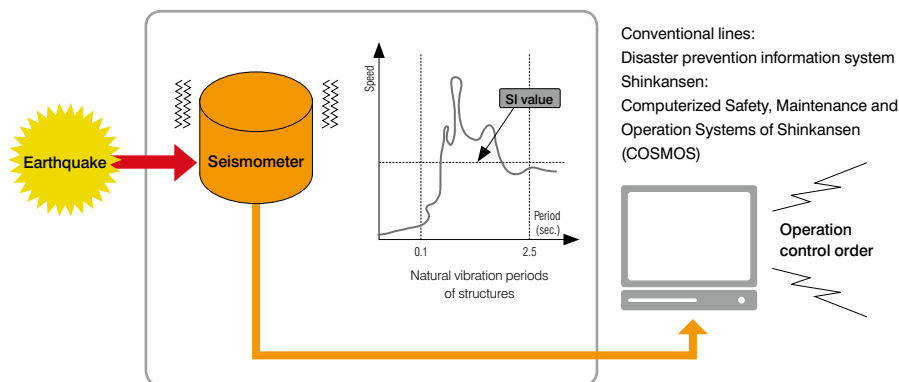 Conventional lines:
Disaster prevention information system
Shinkansen:
Computerized Safety, Maintenance and
Operation Systems of Shinkansen
(COSMOS)
Earthquake
Seismometer
Speed
SI value
Period
(sec.)
0.1
2.5
Natural vibration periods
of structures
Operation
control order